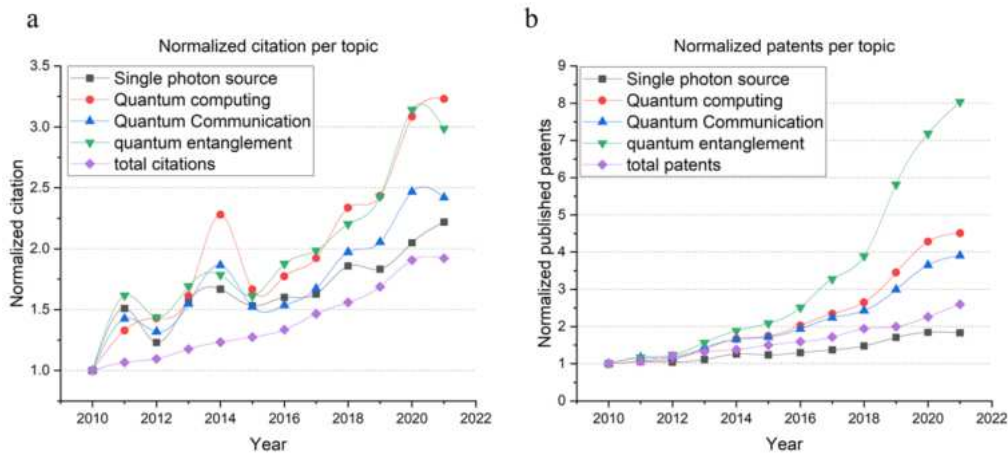 a
Normalized citation per topic
3.5
3.0
2.5
2.0
1.5
1.0
Normalized citation
Single photon source
Quantum computing
Quantum Communication
quantum entanglement
total citations
2010 2012 2014 2016 2018 2020 2022
Year
b
Normalized patents per topic
9
8
7
6
5
4
3
2
1
0
Normalized published patents
Single photon source
Quantum computing
Quantum Communication
quantum entanglement
total patents
2010 2012 2014 2016 2018 2020 2022
Year